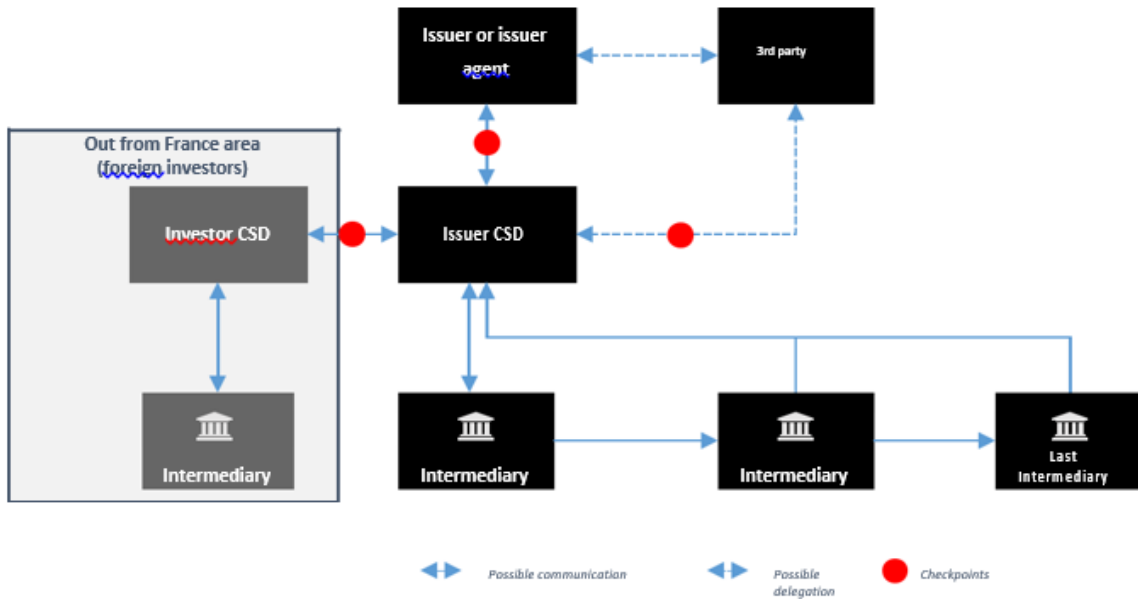 Issuer or issuer
agent
3rd party
Out from France area
(foreign investors)
Investor CSD
Issuer CSD
Intermediary
Intermediary
Intermediary
Last
Intermediary
Possible communication
Possible
delegation
Checkpoints